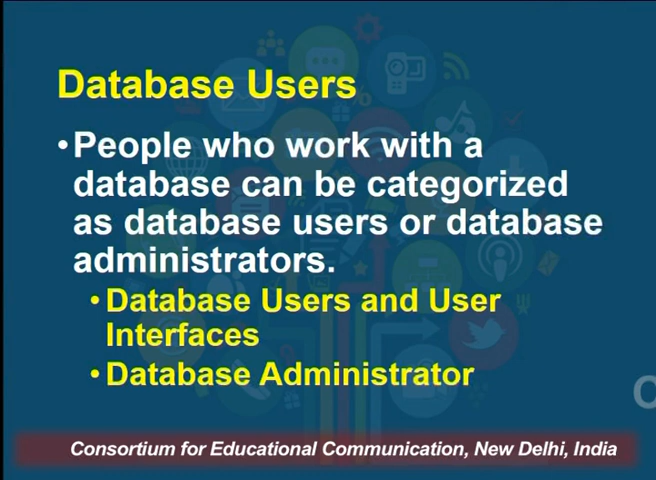 Database Users
•People who work with a
database can be categorized
as database users or database
administrators.
•Database Users and User
Interfaces
•Database Administrator
Consortium for Educational Communication, New Delhi, India